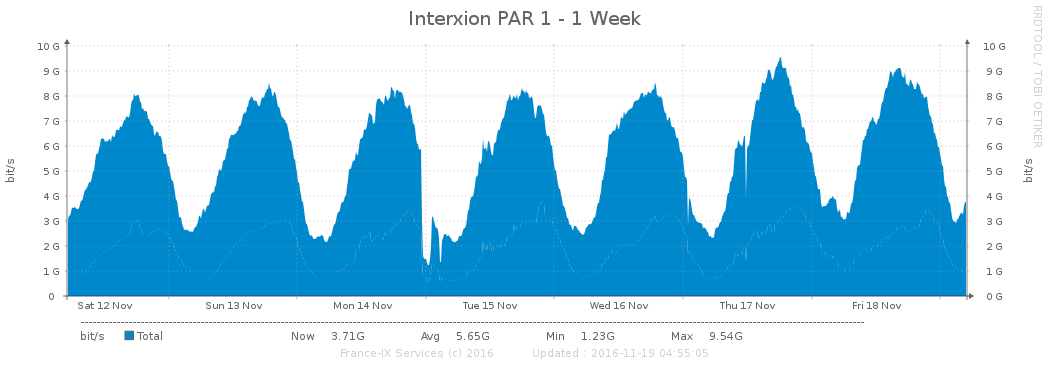 Interxion PAR 1 - 1 Week
RRDTOOL / TOBI OETIKER
10 G 10 G
9 G 9 G
8 G 8 G
7 G 7 G
6 G 6 G
5 G 5 G
4 G 4 G
3 G 3 G
2 G 2 G
1 G 1 G
0 0 G
bit/s bit/s
Sat 12 Nov Sun 13 Nov Mon 14 Nov Tue 15 Nov Wed 16 Nov Thu 17 Nov Fri 18 Nov
bit/s Total Now 3.71G Avg 5.65G Min 1.23G Max 9.54G
France-IX Services (c) 2016 Updated : 2016-11-19 04:55:05